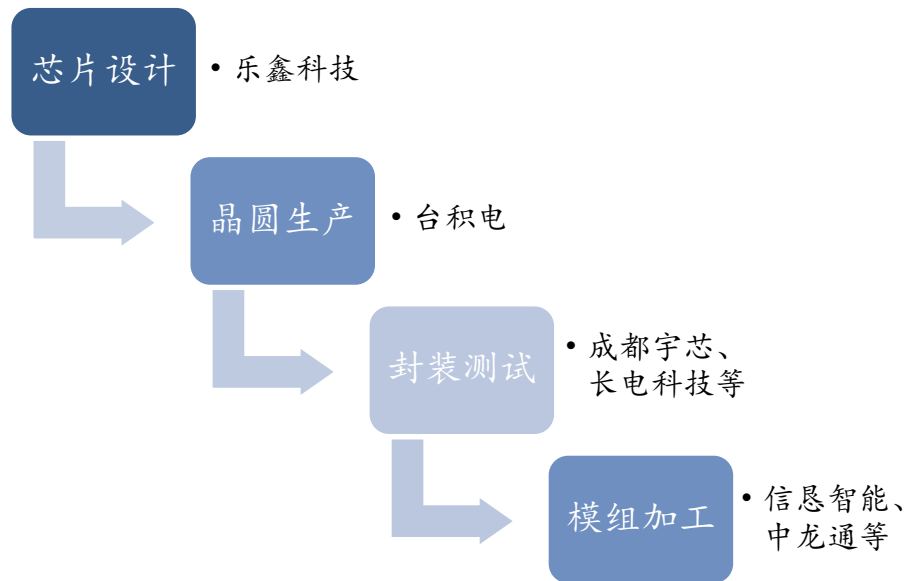 芯片设计
• 乐鑫科技
晶圆生产
• 台积电
封装测试
• 成都宇芯、
长电科技等
模组加工
• 信恳智能、
中龙通等